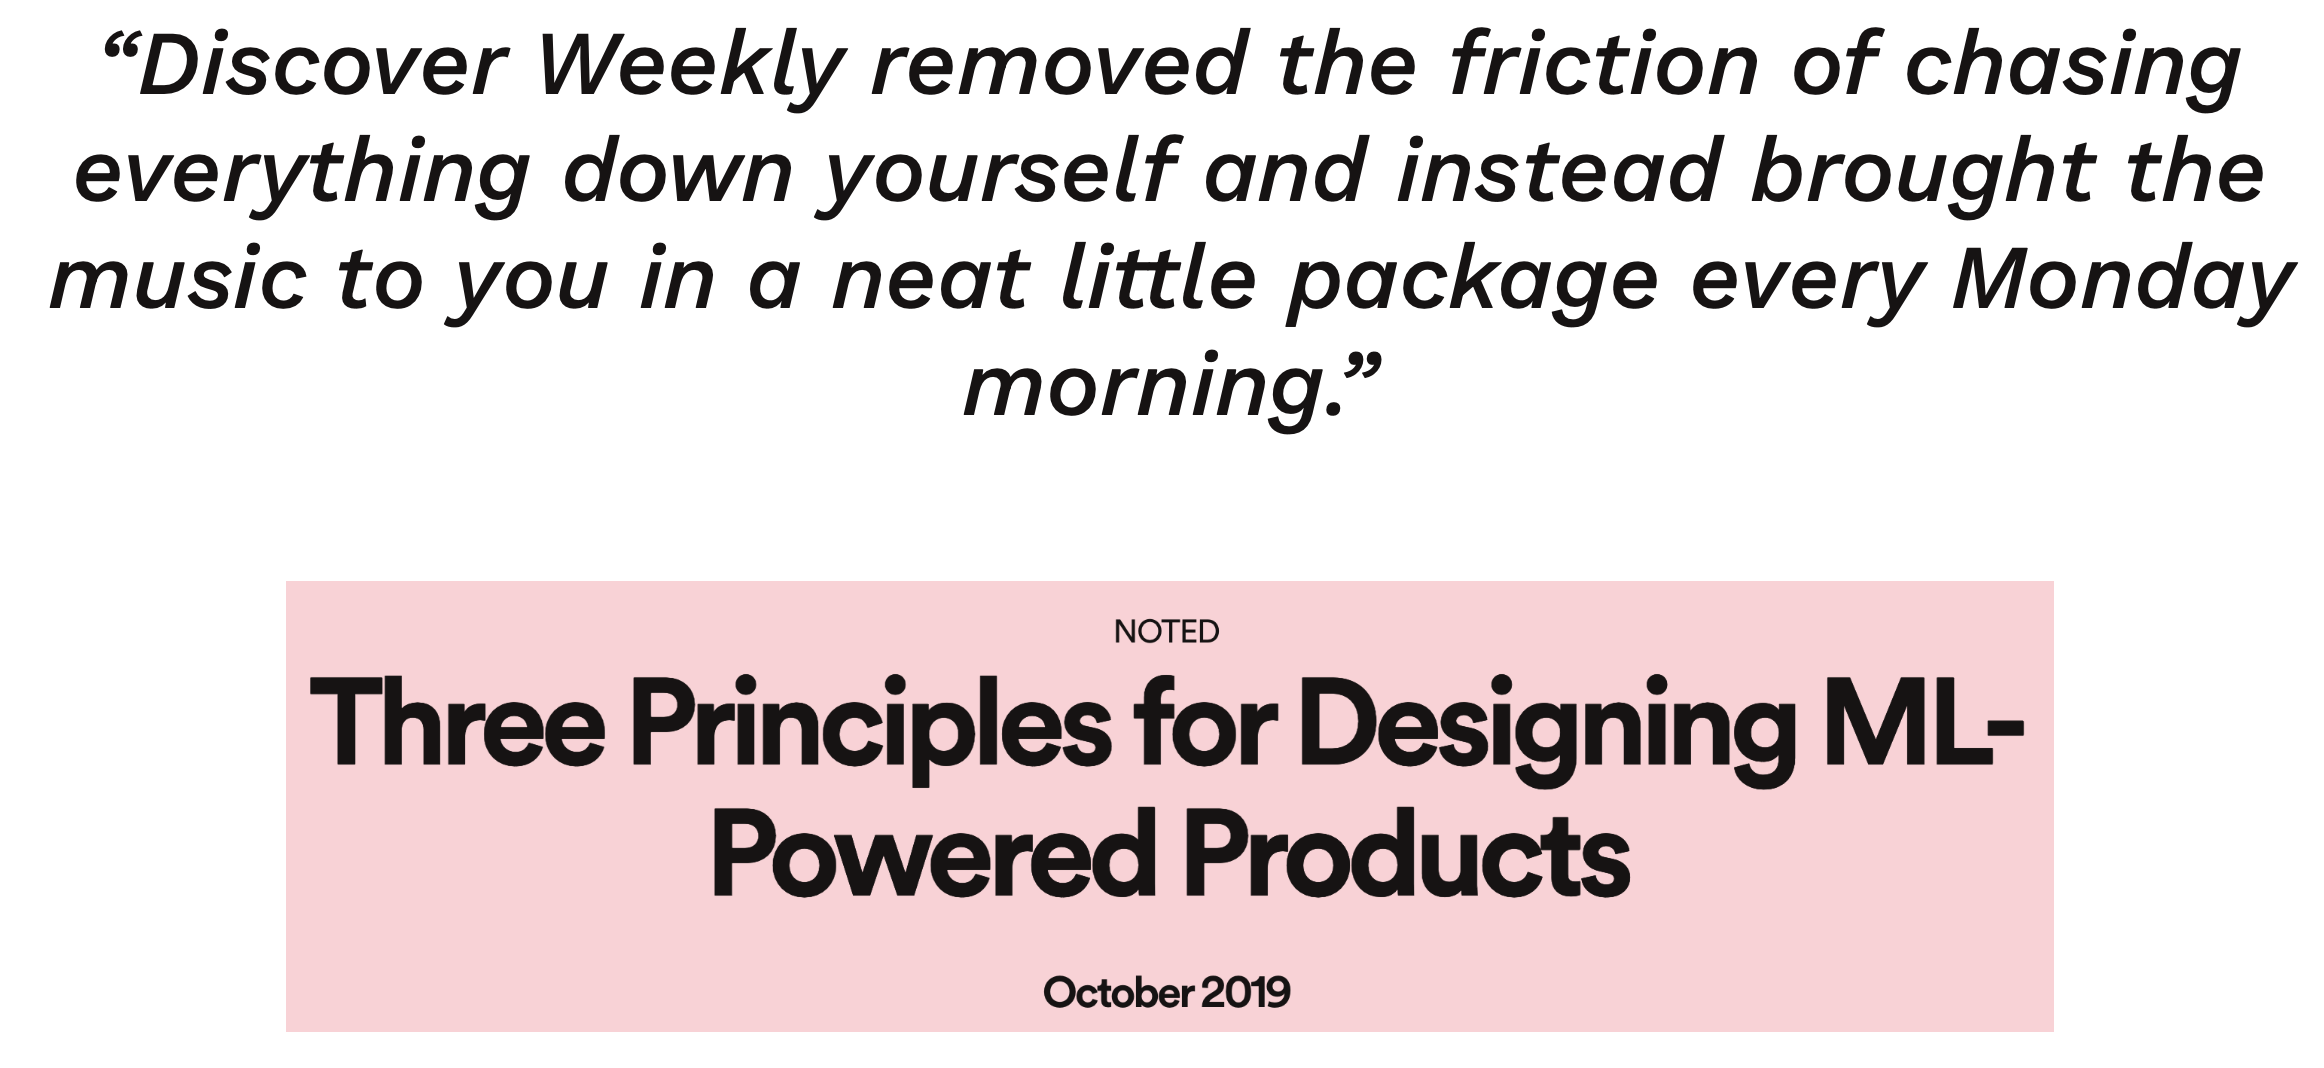 “Discover Weekly removed the friction of chasing
everything down yourself and instead brought the
music to you in a neat little package every Monday
morning.”
NOTED
Three Principles for Designing ML-
Powered Products
October 2019